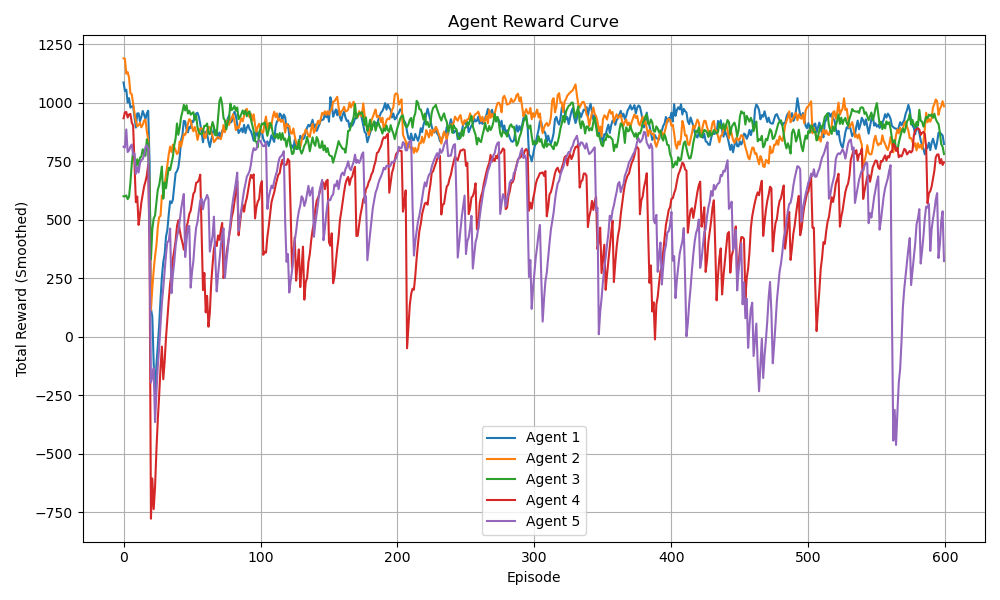 Agent Reward Curve
Total Reward (Smoothed)
1250
1000
750
500
250
0
−250
−500
−750
0 100 200 300 400 500 600
Episode
Agent 1
Agent 2
Agent 3
Agent 4
Agent 5